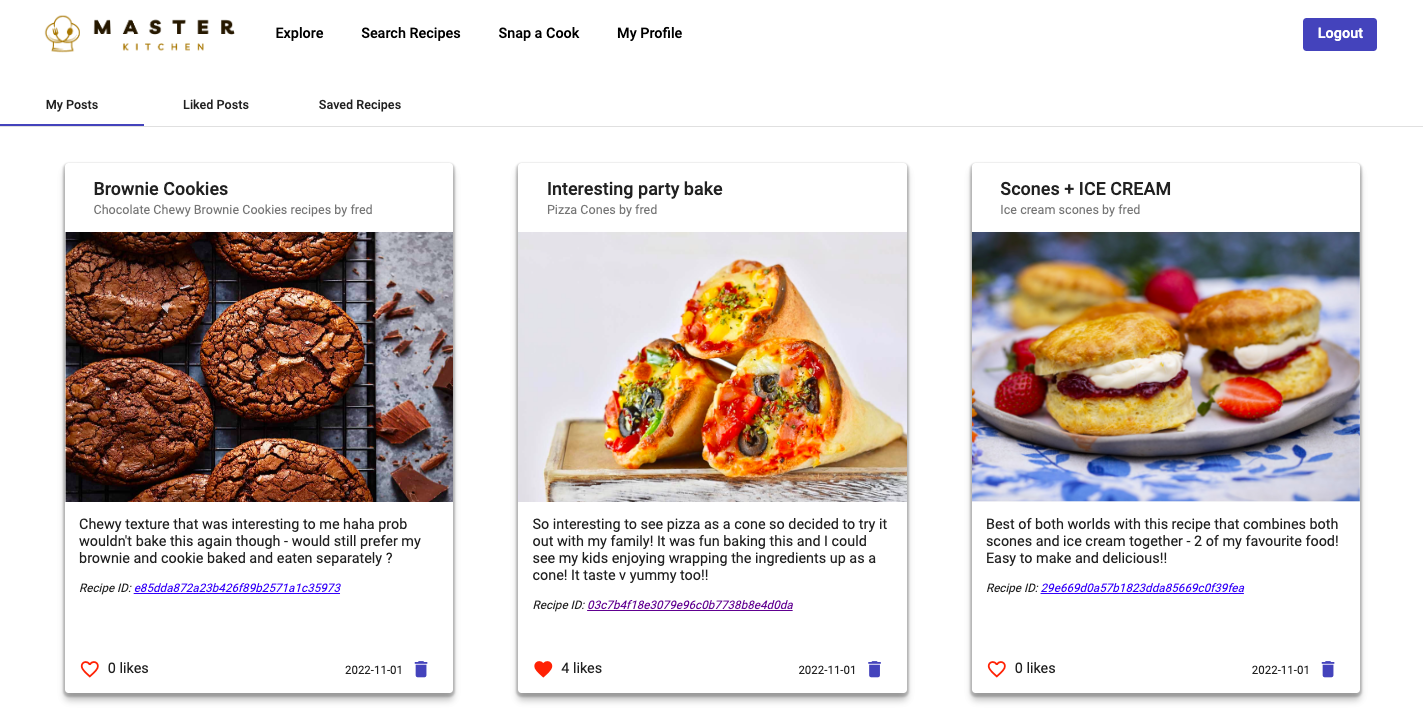 MASTER
KITCHEN
Explore
Search Recipes
Snap a Cook
My Profile
Logout
My Posts
Liked Posts
Saved Recipes
Brownie Cookies
Chocolate Chewy Brownie Cookies recipes by fred
Chewy texture that was interesting to me haha prob
wouldn't bake this again though - would still prefer my
brownie and cookie baked and eaten separately ?
Recipe ID: e85dda872a23b426f89b2571a1c35973
0 likes
2022-11-01
Interesting party bake
Pizza Cones by fred
So interesting to see pizza as a cone so decided to try it
out with my family! It was fun baking this and I could
see my kids enjoying wrapping the ingredients up as a
cone! It taste v yummy too!!
Recipe ID: 03c7b4f18e3079e96c0b7738b8e4d0da
4 likes
2022-11-01
Scones + ICE CREAM
Ice cream scones by fred
Best of both worlds with this recipe that combines both
scones and ice cream together - 2 of my favourite food!
Easy to make and delicious!!
Recipe ID: 29e669d0a57b1823dda85669c0f39fea
0 likes
2022-11-01